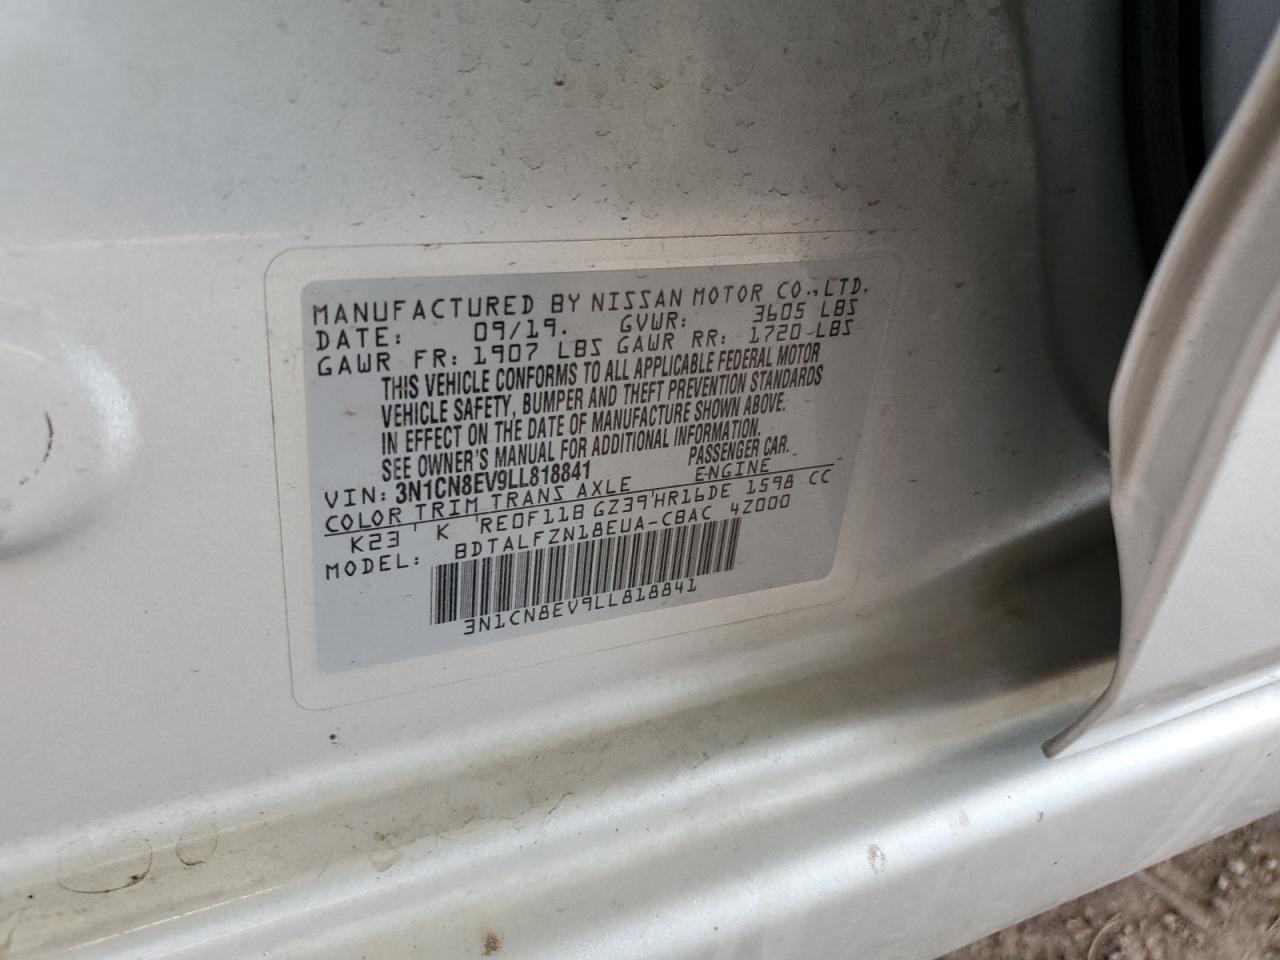 MANUFACTURED BY NISSAN MOTOR CO., LTD.
DATE: 09/19. GVWR: 3605 LBS
GAWR FR: 1907 LBS GAWR RR: 1720 LBS
THIS VEHICLE CONFORMS TO ALL APPLICABLE FEDERAL MOTOR
VEHICLE SAFETY, BUMPER AND THEFT PREVENTION STANDARDS
IN EFFECT ON THE DATE OF MANUFACTURE SHOWN ABOVE.
SEE OWNER'S MANUAL FOR ADDITIONAL INFORMATION.
VIN: 3N1CN8EV9LL818841 PASSENGER CAR.
COLOR TRIM TRANS AXLE ENGINE
K23 ' K 'RE0F11B GZ39'HR16DE 1598 CC
MODEL: BDTALFZN18EUA-CBAC 4Z000
3N1CN8EV9LL818841